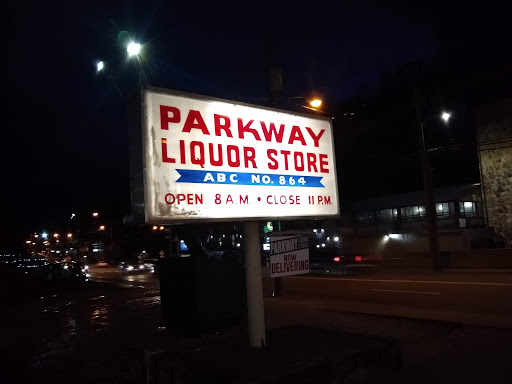 PARKWAY
LIQUOR STORE
ABC NO. 864
OPEN 8 A.M • CLOSE 11 P.M.
NOW
DELIVERING